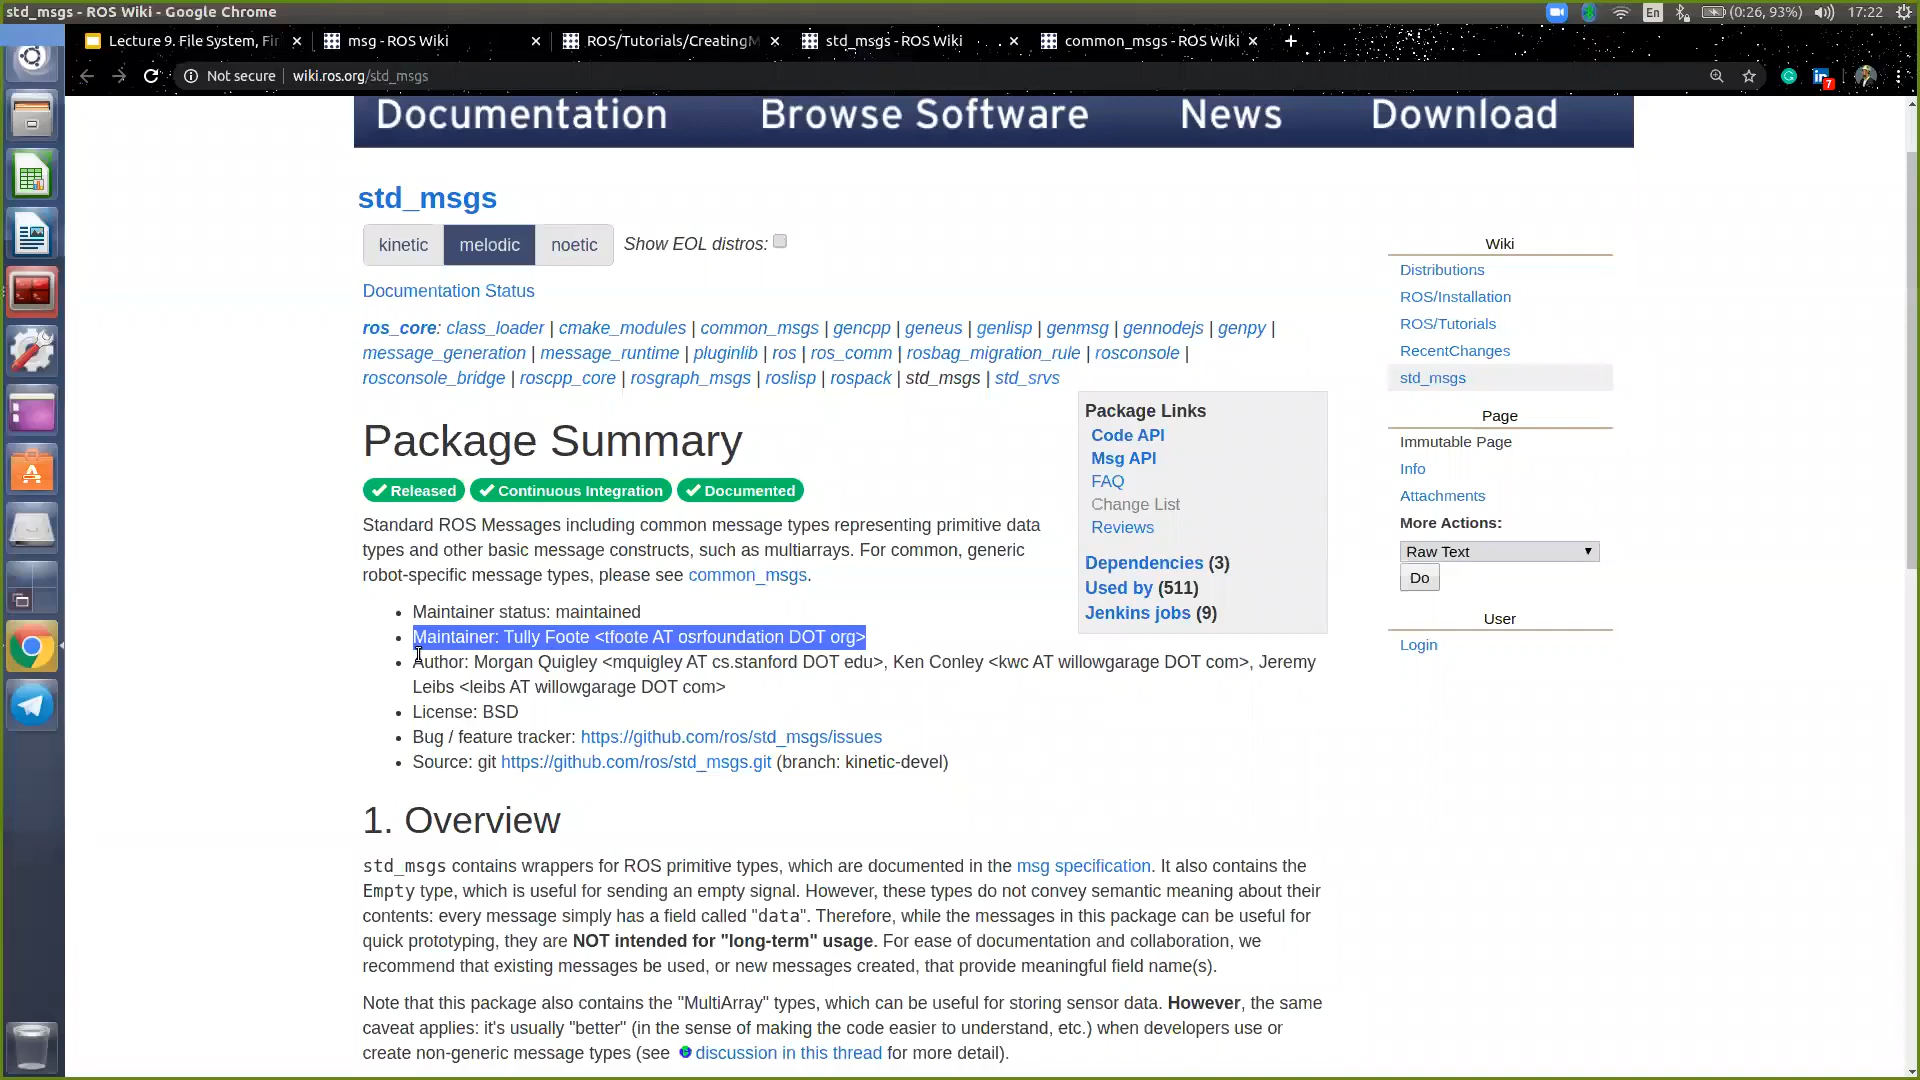 std_msgs - ROS Wiki - Google Chrome
En
(0:26, 93%)
17:22
Lecture 9. File System, Fir
msg - ROS Wiki
ROS/Tutorials/CreatingM
std_msgs - ROS Wiki
common_msgs - ROS Wiki
Not secure
wiki.ros.org/std_msgs
7
Documentation
Browse Software
News
Download
std_msgs
kinetic
melodic
noetic
Show EOL distros:
Documentation Status
ros_core: class_loader | cmake_modules | common_msgs | gencpp | geneus | genlisp | genmsg | gennodejs | genpy |
message_generation | message_runtime | pluginlib | ros | ros_comm | rosbag_migration_rule | rosconsole |
rosconsole_bridge | roscpp_core | rosgraph_msgs | roslisp | rospack | std_msgs | std_srvs
Package Summary
Released
Continuous Integration
Documented
Standard ROS Messages including common message types representing primitive data
types and other basic message constructs, such as multiarrays. For common, generic
robot-specific message types, please see common_msgs.
Maintainer status: maintained
Maintainer: Tully Foote <tfoote AT osrfoundation DOT org>
Author: Morgan Quigley <mquigley AT cs.stanford DOT edu>, Ken Conley <kwc AT willowgarage DOT com>, Jeremy
Leibs <leibs AT willowgarage DOT com>
License: BSD
Bug / feature tracker: https://github.com/ros/std_msgs/issues
Source: git https://github.com/ros/std_msgs.git (branch: kinetic-devel)
Package Links
Code API
Msg API
FAQ
Change List
Reviews
Dependencies (3)
Used by (511)
Jenkins jobs (9)
1. Overview
std_msgs contains wrappers for ROS primitive types, which are documented in the msg specification. It also contains the
Empty type, which is useful for sending an empty signal. However, these types do not convey semantic meaning about their
contents: every message simply has a field called "data". Therefore, while the messages in this package can be useful for
quick prototyping, they are NOT intended for "long-term" usage. For ease of documentation and collaboration, we
recommend that existing messages be used, or new messages created, that provide meaningful field name(s).
Note that this package also contains the "MultiArray" types, which can be useful for storing sensor data. However, the same
caveat applies: it's usually "better" (in the sense of making the code easier to understand, etc.) when developers use or
create non-generic message types (see discussion in this thread for more detail).
Wiki
Distributions
ROS/Installation
ROS/Tutorials
RecentChanges
std_msgs
Page
Immutable Page
Info
Attachments
More Actions:
Raw Text
Do
User
Login